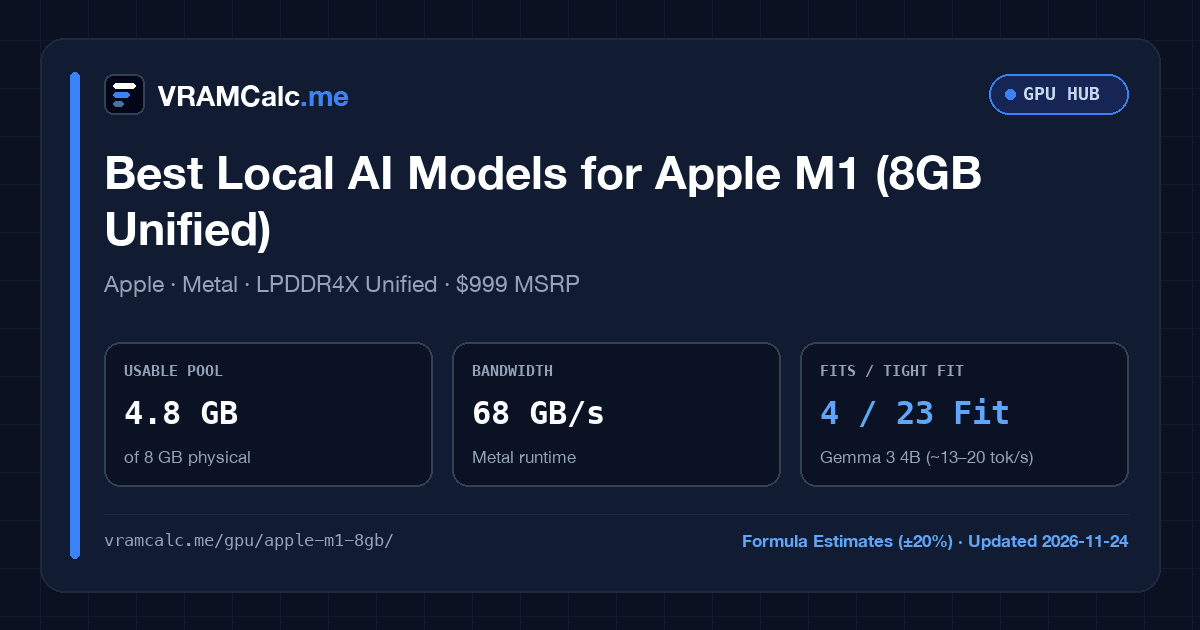 VRAMCalc.me
GPU HUB
Best Local AI Models for Apple M1 (8GB
Unified)
Apple · Metal · LPDDR4X Unified · $999 MSRP
USABLE POOL
4.8 GB
of 8 GB physical
BANDWIDTH
68 GB/s
Metal runtime
FITS / TIGHT FIT
4 / 23 Fit
Gemma 3 4B (~13–20 tok/s)
vramcalc.me/gpu/apple-m1-8gb/
Formula Estimates (±20%) · Updated 2026-11-24